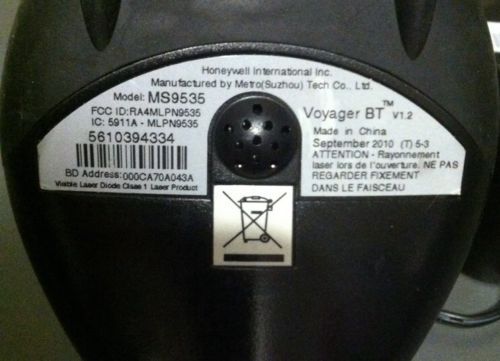 Honeywell International Inc.
Manufactured by Metro(Suzhou) Tech Co., Ltd.
Model: MS9535
FCC ID:RA4MLPN9535
IC: 5911A - MLPN9535
5610394334
BD Address:000CA70A043A
Visible Laser Diode Class 1 Laser Product
Voyager BT™ V1.2
Made in China
September 2010 (T) 5-3
ATTENTION - Rayonnement
laser lors de l'ouverture. NE PAS
REGARDER FIXEMENT
DANS LE FAISCEAU